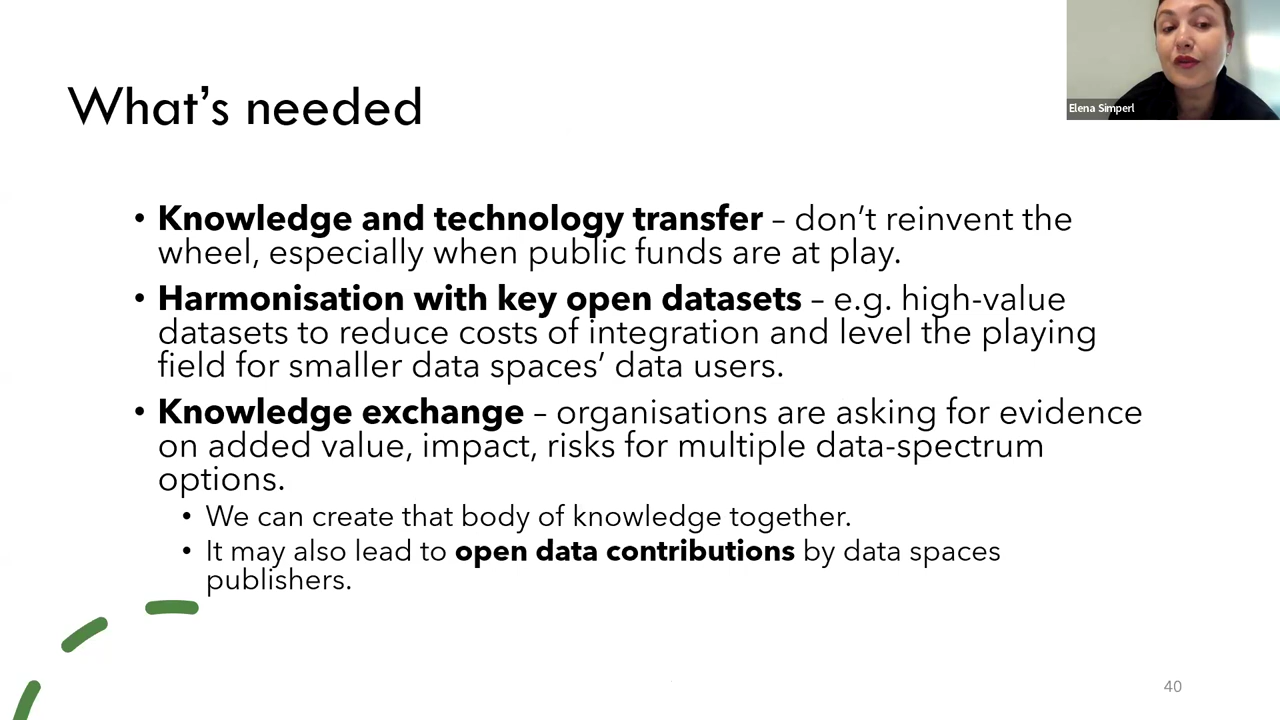 Elena Simperl
What’s needed
• Knowledge and technology transfer – don’t reinvent the
wheel, especially when public funds are at play.
• Harmonisation with key open datasets – e.g. high-value
datasets to reduce costs of integration and level the playing
field for smaller data spaces’ data users.
• Knowledge exchange – organisations are asking for evidence
on added value, impact, risks for multiple data-spectrum
options.
• We can create that body of knowledge together.
• It may also lead to open data contributions by data spaces
publishers.
40